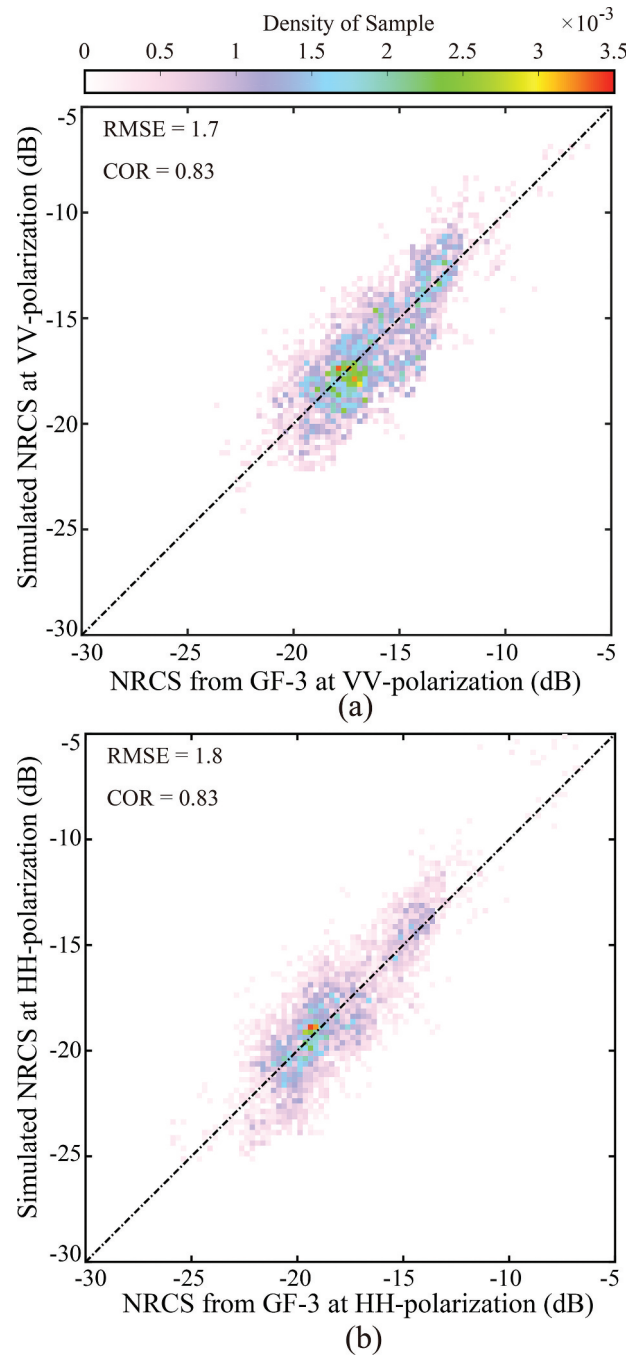 Density of Sample ×10⁻³
0 0.5 1 1.5 2 2.5 3 3.5
-5
RMSE = 1.7
COR = 0.83
-10
-15
-20
-25
-30
Simulated NRCS at VV-polarization (dB)
-30 -25 -20 -15 -10 -5
NRCS from GF-3 at VV-polarization (dB)
(a)
-5
RMSE = 1.8
COR = 0.83
-10
-15
-20
-25
-30
Simulated NRCS at HH-polarization (dB)
-30 -25 -20 -15 -10 -5
NRCS from GF-3 at HH-polarization (dB)
(b)